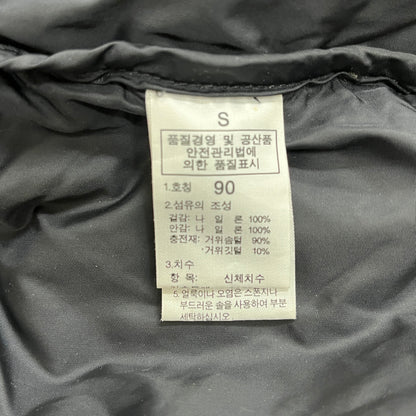 S
품질경영 및 공산품
안전관리법에
의한 품질표시
1.호칭 90
2.섬유의 조성
겉감: 나 일 론 100%
안감: 나 일 론 100%
충전재: 거위솜털 90%
거위깃털 10%
3.치수
항 목: 신체치수
5. 얼룩이나 오염은 스폰지나
부드러운 솔을 사용하여 부분
세탁하십시오.